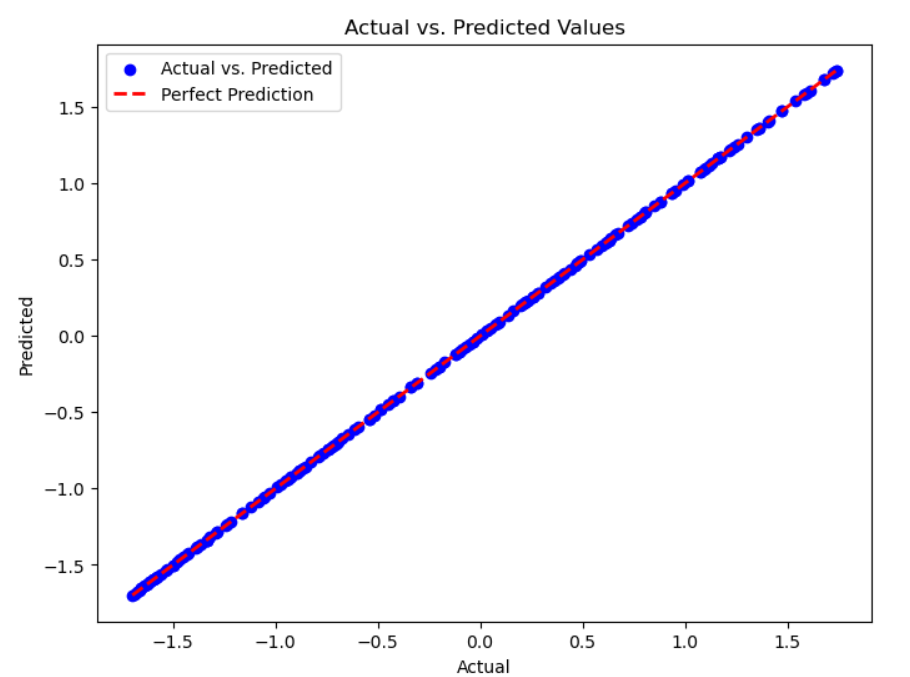 Actual vs. Predicted Values
Actual vs. Predicted
Perfect Prediction
1.5
1.0
0.5
0.0
−0.5
−1.0
−1.5
Predicted
−1.5
−1.0
−0.5
0.0
0.5
1.0
1.5
Actual